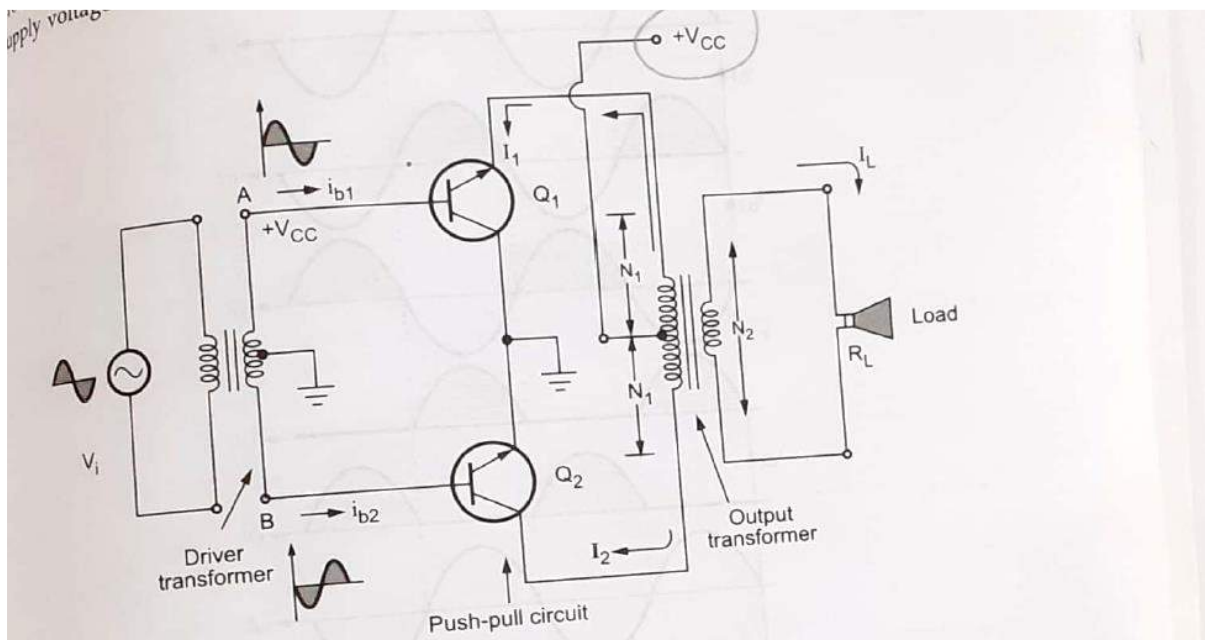 upply voltage
+VCC
I1
IL
A
ib1
Q1
+VCC
N1
N2
Load
RL
N1
Vi
Q2
B
ib2
I2
Driver
transformer
Output
transformer
Push-pull circuit